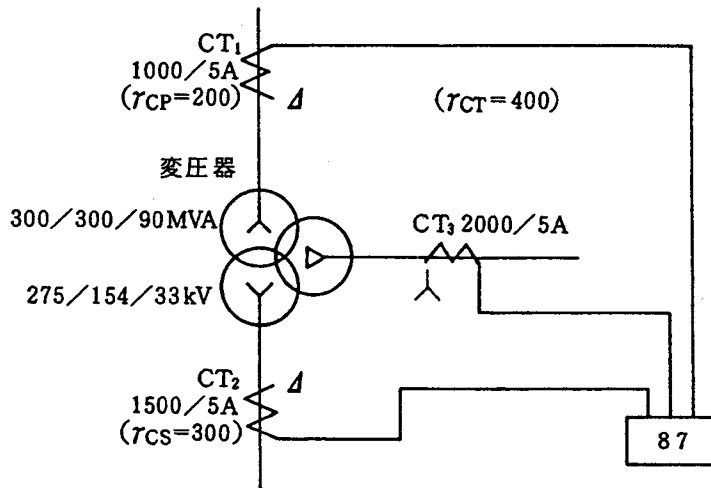 CT₁
1000/5A
(γCP=200)
Δ
(γCT=400)
変圧器
300/300/90MVA
CT₃ 2000/5A
275/154/33kV
CT₂
Δ
1500/5A
(γCS=300)
87